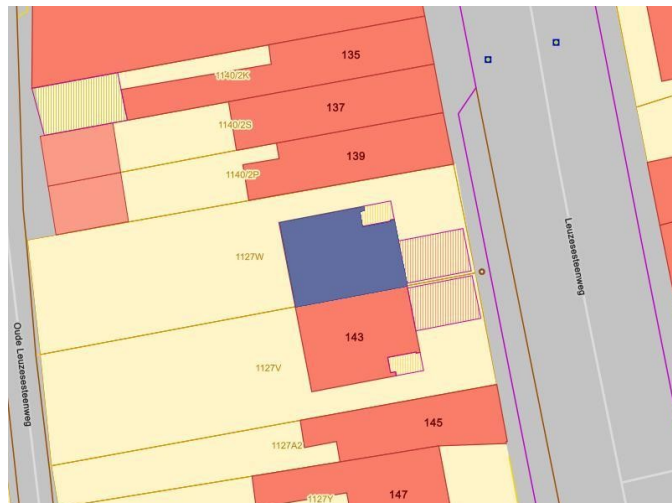 135
1140/2K
137
1140/2S
139
1140/2P
1127W
Leuzesesteenweg
143
1127V
Oude Leuzesesteenweg
145
1127A2
147
1127Y